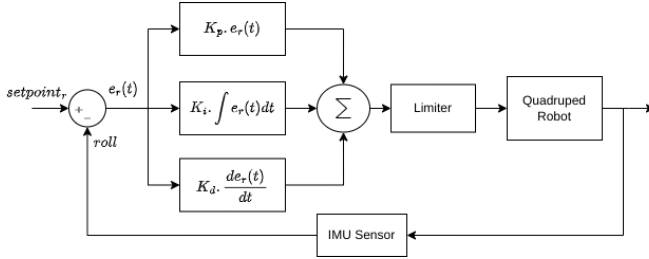 K_p. e_r(t)
setpoint_r
e_r(t)
+
−
K_i. ∫ e_r(t)dt
∑
Limiter
Quadruped
Robot
roll
K_d. de_r(t)/dt
IMU Sensor